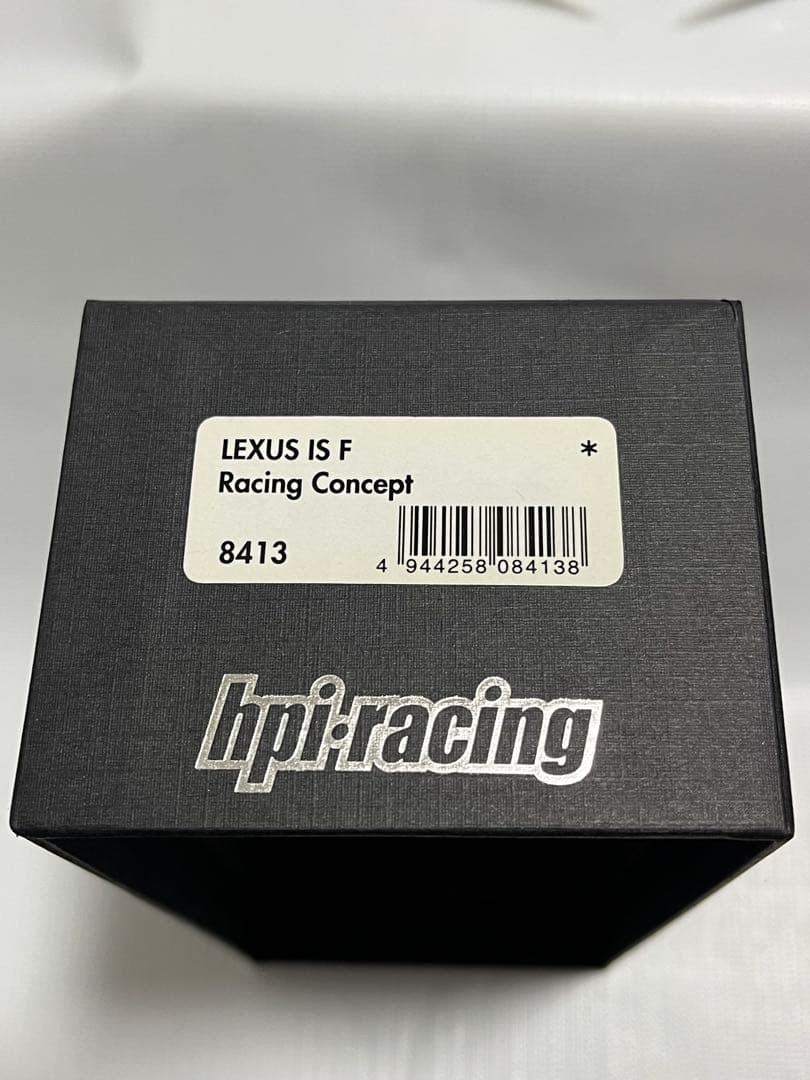 LEXUS IS F *
Racing Concept
8413
4 944258 084138
hpi·racing